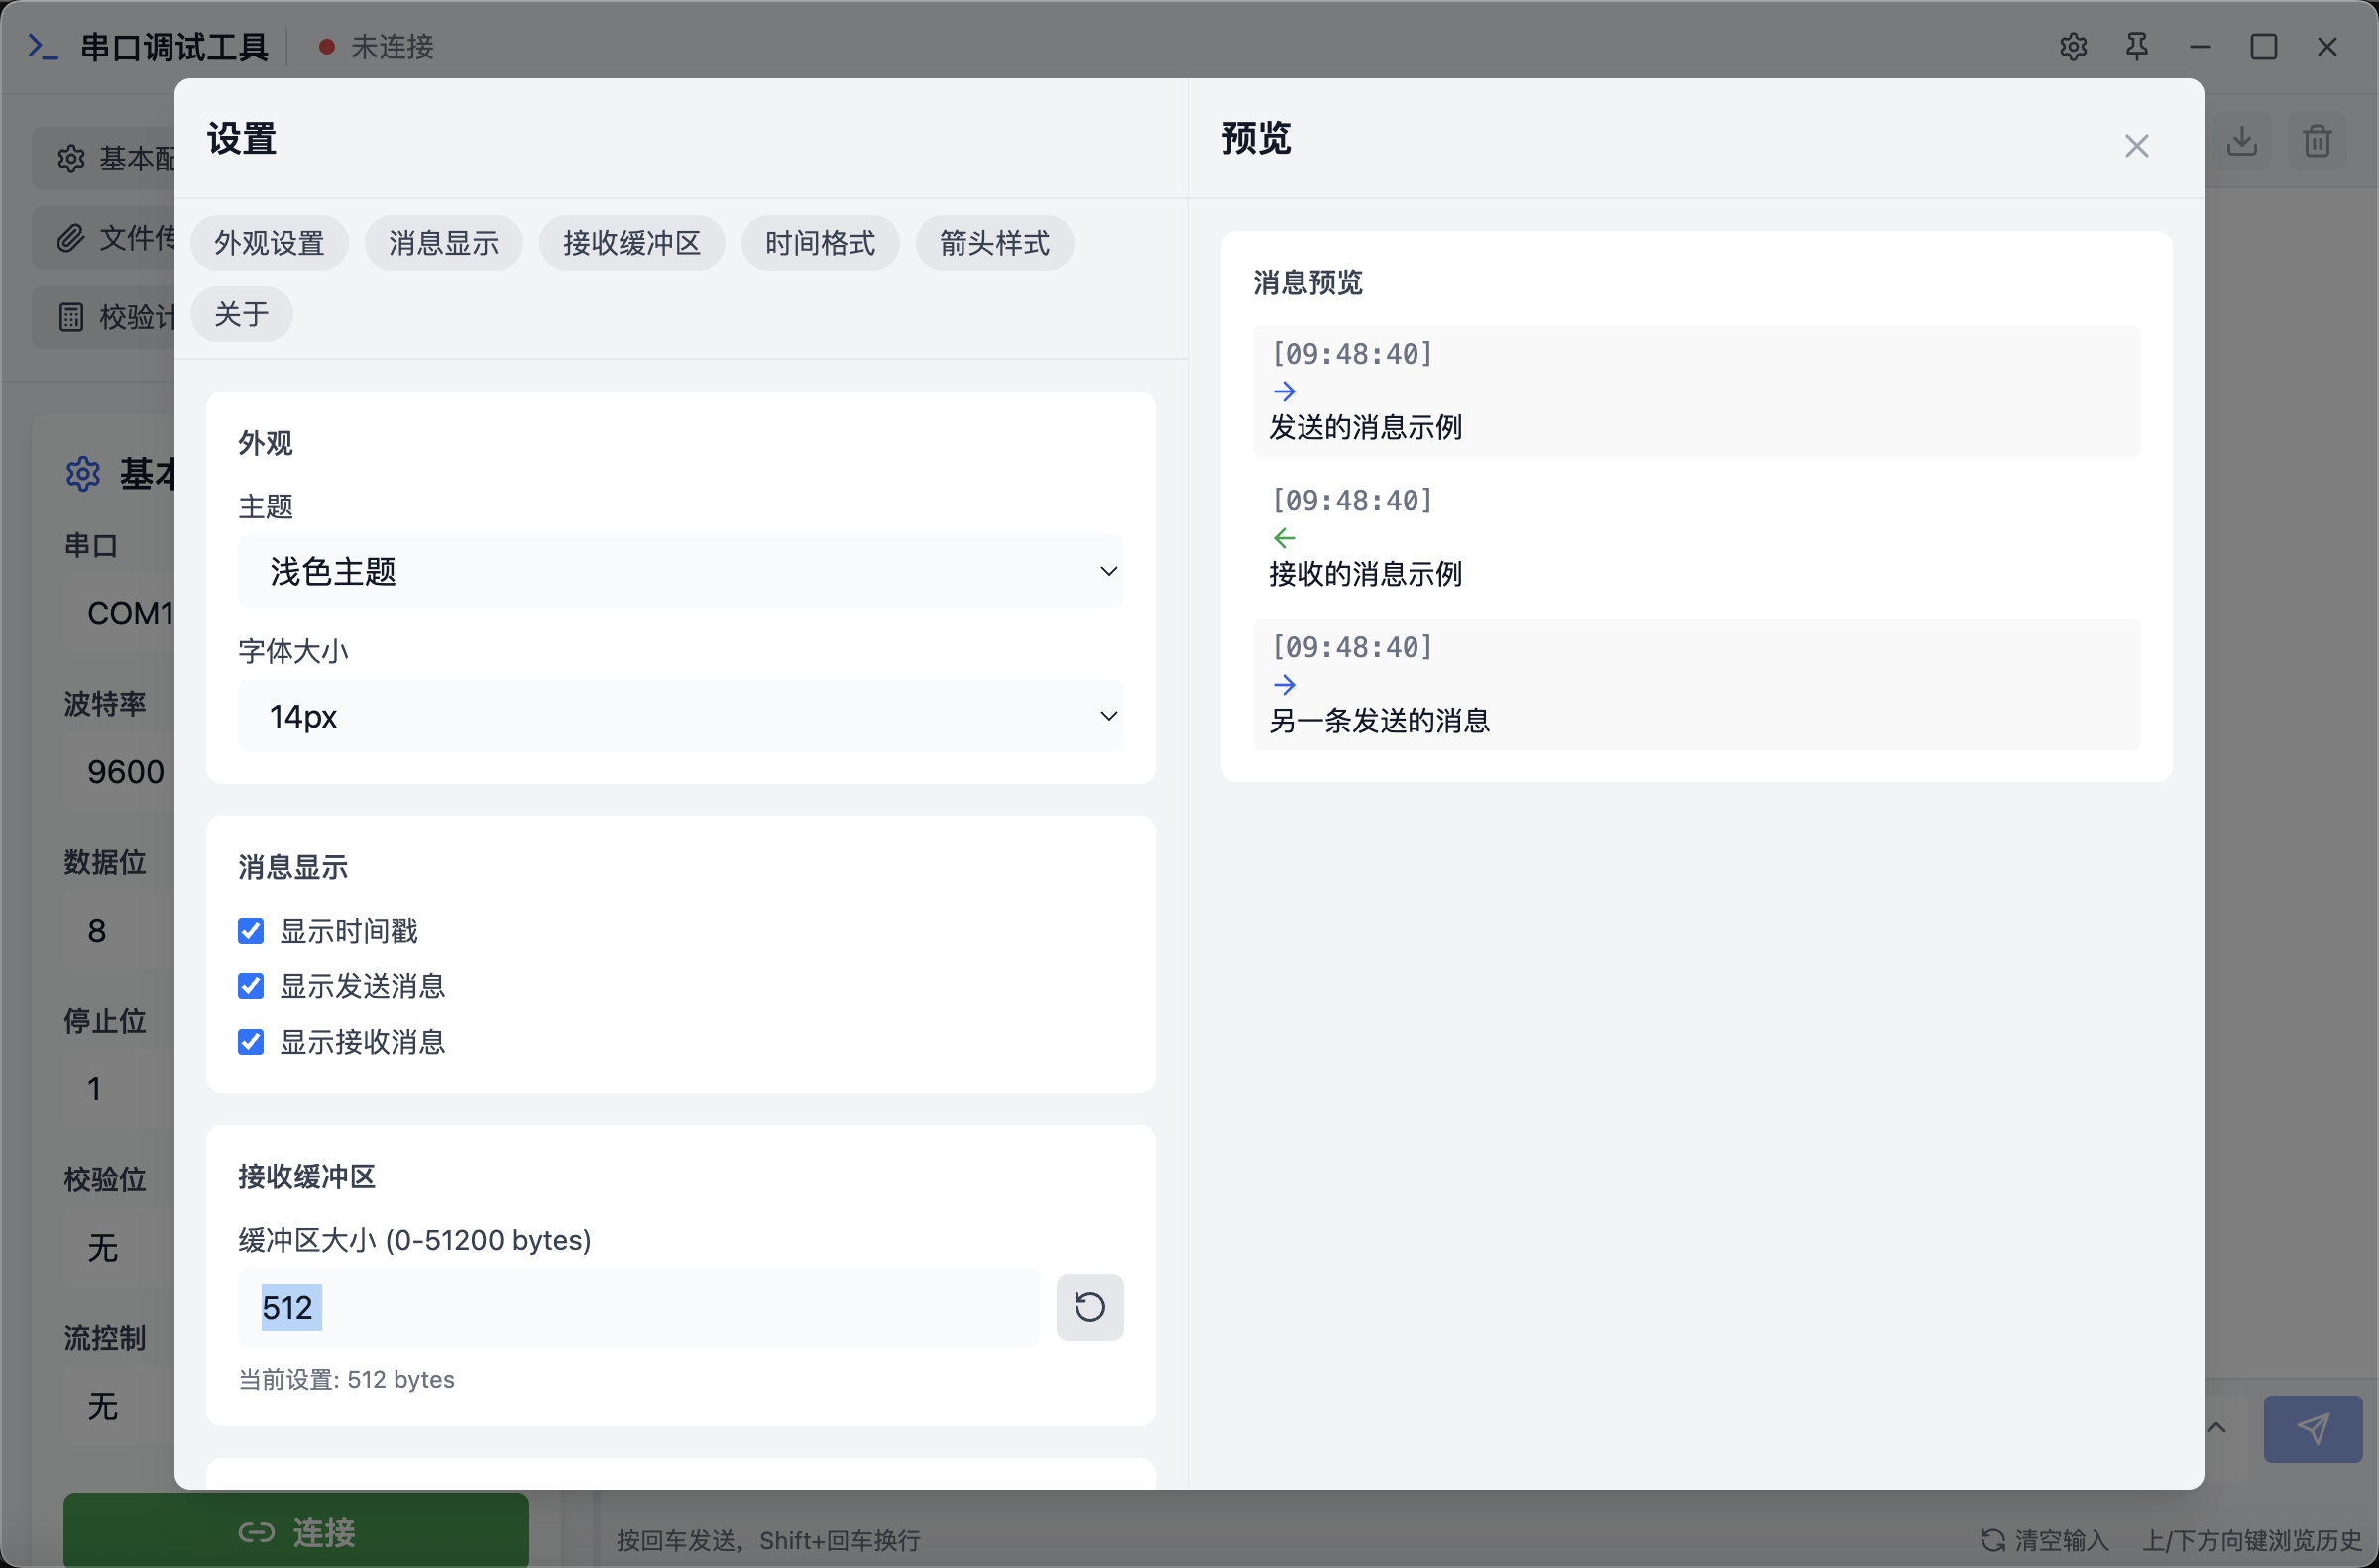 串口调试工具
未连接
设置
预览
基本配
文件传
校验计
外观设置
消息显示
接收缓冲区
时间格式
箭头样式
关于
基本
串口
COM1
波特率
9600
数据位
8
停止位
1
校验位
无
流控制
无
连接
外观
主题
浅色主题
字体大小
14px
消息显示
显示时间戳
显示发送消息
显示接收消息
接收缓冲区
缓冲区大小 (0-51200 bytes)
512
当前设置: 512 bytes
消息预览
[09:48:40]
→
发送的消息示例
[09:48:40]
←
接收的消息示例
[09:48:40]
→
另一条发送的消息
按回车发送，Shift+回车换行
清空输入
上/下方向键浏览历史